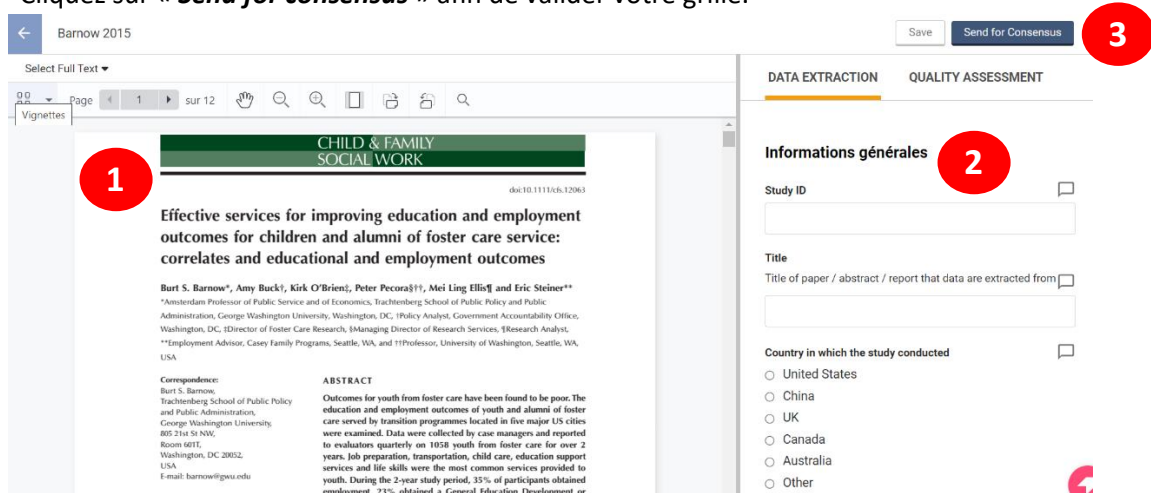 Cliquez sur « Send for consensus » afin de valider votre grille.
Barnow 2015
Save
Send for Consensus
3
Select Full Text
Page 1 sur 12
Vignettes
DATA EXTRACTION
QUALITY ASSESSMENT
1
CHILD & FAMILY
SOCIAL WORK
doi:10.1111/cfs.12063
Effective services for improving education and employment
outcomes for children and alumni of foster care service:
correlates and educational and employment outcomes
Burt S. Barnow*, Amy Buck†, Kirk O'Brien‡, Peter Pecora§††, Mei Ling Ellis¶ and Eric Steiner**
*Amsterdam Professor of Public Service and of Economics, Trachtenberg School of Public Policy and Public
Administration, George Washington University, Washington, DC, †Policy Analyst, Government Accountability Office,
Washington, DC, ‡Director of Foster Care Research, §Managing Director of Research Services, ¶Research Analyst,
**Employment Advisor, Casey Family Programs, Seattle, WA, and ††Professor, University of Washington, Seattle, WA,
USA
Correspondence:
Burt S. Barnow,
Trachtenberg School of Public Policy
and Public Administration,
George Washington University,
805 21st St NW,
Room 601T,
Washington, DC 20052,
USA
E-mail: barnow@gwu.edu
ABSTRACT
Outcomes for youth from foster care have been found to be poor. The
education and employment outcomes of youth and alumni of foster
care served by transition programmes located in five major US cities
were examined. Data were collected by case managers and reported
to evaluators quarterly on 1058 youth from foster care for over 2
years. Job preparation, transportation, child care, education support
services and life skills were the most common services provided to
youth. During the 2-year study period, 35% of participants obtained
employment, 23% obtained a General Education Development or
Informations générales
2
Study ID
Title
Title of paper / abstract / report that data are extracted from
Country in which the study conducted
United States
China
UK
Canada
Australia
Other